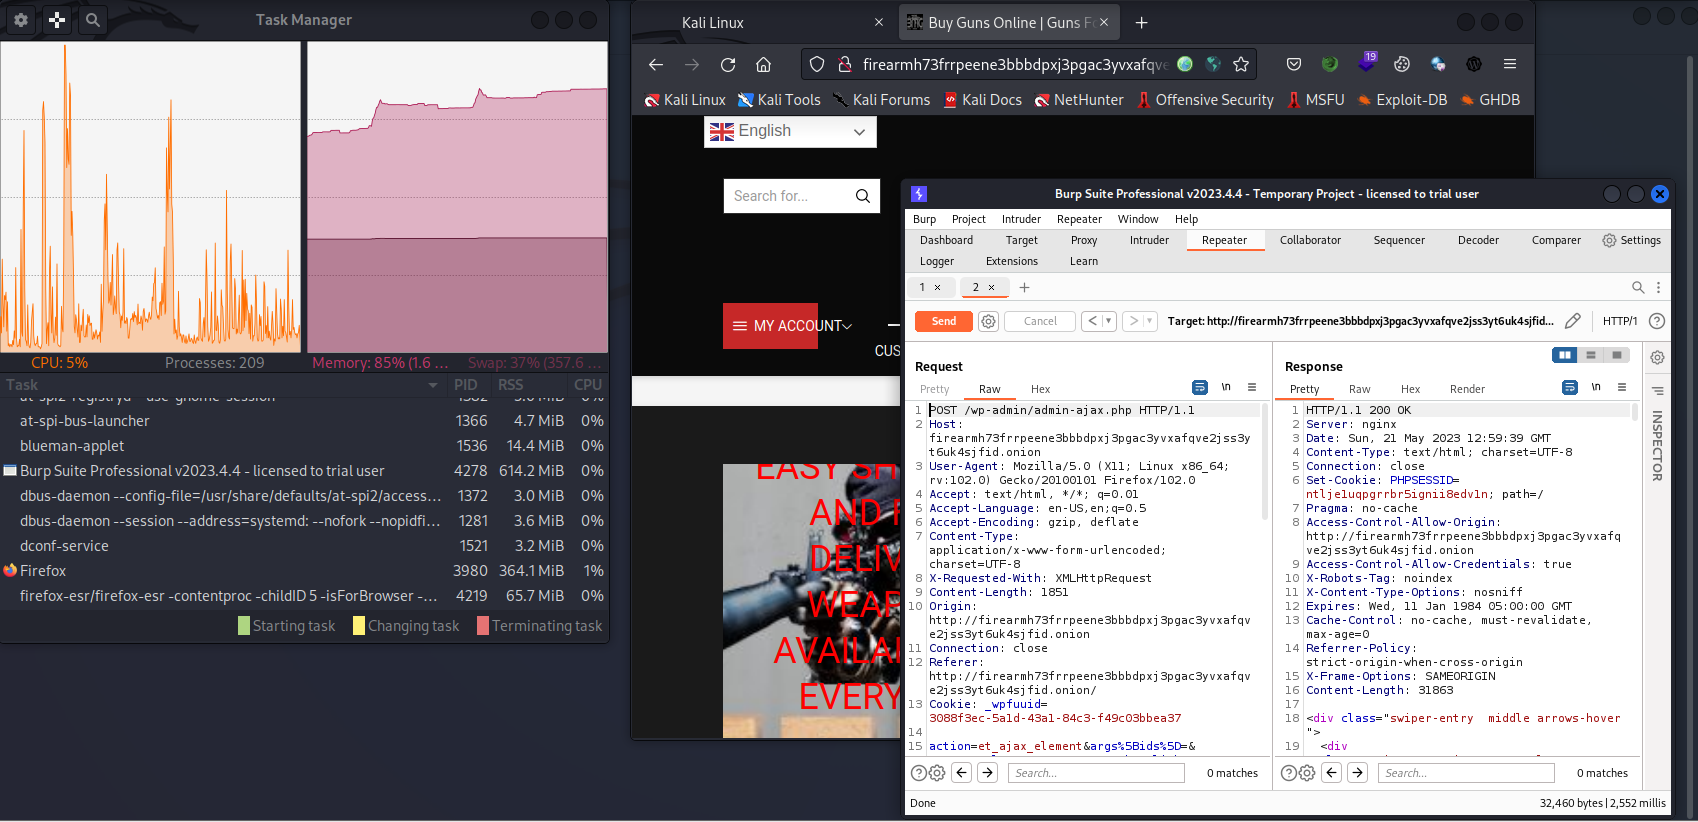 Task Manager
CPU: 5%
Processes: 209
Memory: 85% (1.6 ...
Swap: 37% (357.6 ...
Task PID RSS CPU
at-spi2-registryd --use-gnome-session 1382 0%
at-spi-bus-launcher 1366 4.7 MiB 0%
blueman-applet 1536 14.4 MiB 0%
Burp Suite Professional v2023.4.4 - licensed to trial user 4278 614.2 MiB 0%
dbus-daemon --config-file=/usr/share/defaults/at-spi2/access... 1372 3.0 MiB 0%
dbus-daemon --session --address=systemd: --nofork --nopidfi... 1281 3.6 MiB 0%
dconf-service 1521 3.2 MiB 0%
Firefox 3980 364.1 MiB 1%
firefox-esr/firefox-esr -contentproc -childID 5 -isForBrowser -... 4219 65.7 MiB 0%
Starting task Changing task Terminating task
Kali Linux
Buy Guns Online | Guns Fo
firearmh73frrpeene3bbbdpxj3pgac3yvxafqve
19
Kali Linux Kali Tools Kali Forums Kali Docs NetHunter Offensive Security MSFU Exploit-DB GHDB
English
Search for...
MY ACCOUNT
CUS
EASY SH
AND
DELIV
WEAP
AVAILA
EVERY
Burp Suite Professional v2023.4.4 - Temporary Project - licensed to trial user
Burp Project Intruder Repeater Window Help
Dashboard Target Proxy Intruder Repeater Collaborator Sequencer Decoder Comparer Settings
Logger Extensions Learn
1 × 2 × +
Send Cancel < >
Target: http://firearmh73frrpeene3bbbdpxj3pgac3yvxafqve2jss3yt6uk4sjfid...
HTTP/1
Request
Pretty Raw Hex
\n
1 POST /wp-admin/admin-ajax.php HTTP/1.1
2 Host:
firearmh73frrpeene3bbbdpxj3pgac3yvxafqve2jss3y
t6uk4sjfid.onion
3 User-Agent: Mozilla/5.0 (X11; Linux x86_64;
rv:102.0) Gecko/20100101 Firefox/102.0
4 Accept: text/html, */*; q=0.01
5 Accept-Language: en-US,en;q=0.5
6 Accept-Encoding: gzip, deflate
7 Content-Type:
application/x-www-form-urlencoded;
charset=UTF-8
8 X-Requested-With: XMLHttpRequest
9 Content-Length: 1851
10 Origin:
http://firearmh73frrpeene3bbbdpxj3pgac3yvxafqv
e2jss3yt6uk4sjfid.onion
11 Connection: close
12 Referer:
http://firearmh73frrpeene3bbbdpxj3pgac3yvxafqv
e2jss3yt6uk4sjfid.onion/
13 Cookie: _wpfuuid=
3088f3ec-5a1d-43a1-84c3-f49c03bbea37
14
15 action=et_ajax_element&args%5Bids%5D=&
Search...
0 matches
Response
Pretty Raw Hex Render
\n
1 HTTP/1.1 200 OK
2 Server: nginx
3 Date: Sun, 21 May 2023 12:59:39 GMT
4 Content-Type: text/html; charset=UTF-8
5 Connection: close
6 Set-Cookie: PHPSESSID=
ntlje1uqpgrrbr5ignii8edv1n; path=/
7 Pragma: no-cache
8 Access-Control-Allow-Origin:
http://firearmh73frrpeene3bbbdpxj3pgac3yvxafq
ve2jss3yt6uk4sjfid.onion
9 Access-Control-Allow-Credentials: true
10 X-Robots-Tag: noindex
11 X-Content-Type-Options: nosniff
12 Expires: Wed, 11 Jan 1984 05:00:00 GMT
13 Cache-Control: no-cache, must-revalidate,
max-age=0
14 Referrer-Policy:
strict-origin-when-cross-origin
15 X-Frame-Options: SAMEORIGIN
16 Content-Length: 31863
17
18 <div class="swiper-entry  middle arrows-hover
">
19 <div
Search...
0 matches
INSPECTOR
Done
32,460 bytes | 2,552 millis